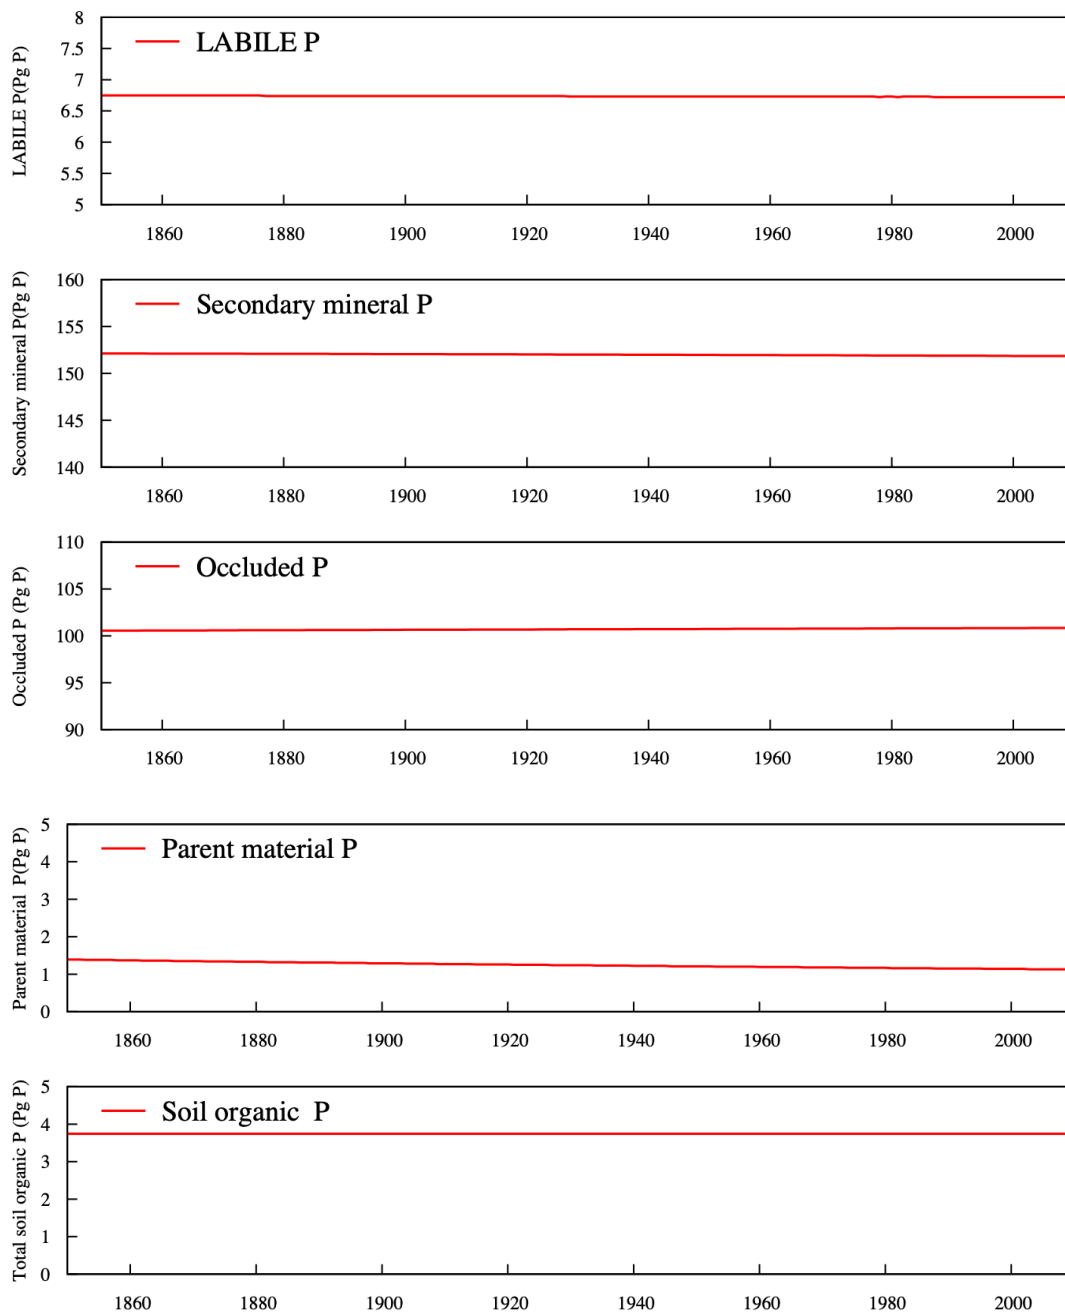 LABILE P(Pg P)
LABILE P
8
7.5
7
6.5
6
5.5
5
1860 1880 1900 1920 1940 1960 1980 2000
Secondary mineral P(Pg P)
Secondary mineral P
160
155
150
145
140
1860 1880 1900 1920 1940 1960 1980 2000
Occluded P (Pg P)
Occluded P
110
105
100
95
90
1860 1880 1900 1920 1940 1960 1980 2000
Parent material P(Pg P)
Parent material P
5
4
3
2
1
0
1860 1880 1900 1920 1940 1960 1980 2000
Total soil organic P (Pg P)
Soil organic P
5
4
3
2
1
0
1860 1880 1900 1920 1940 1960 1980 2000